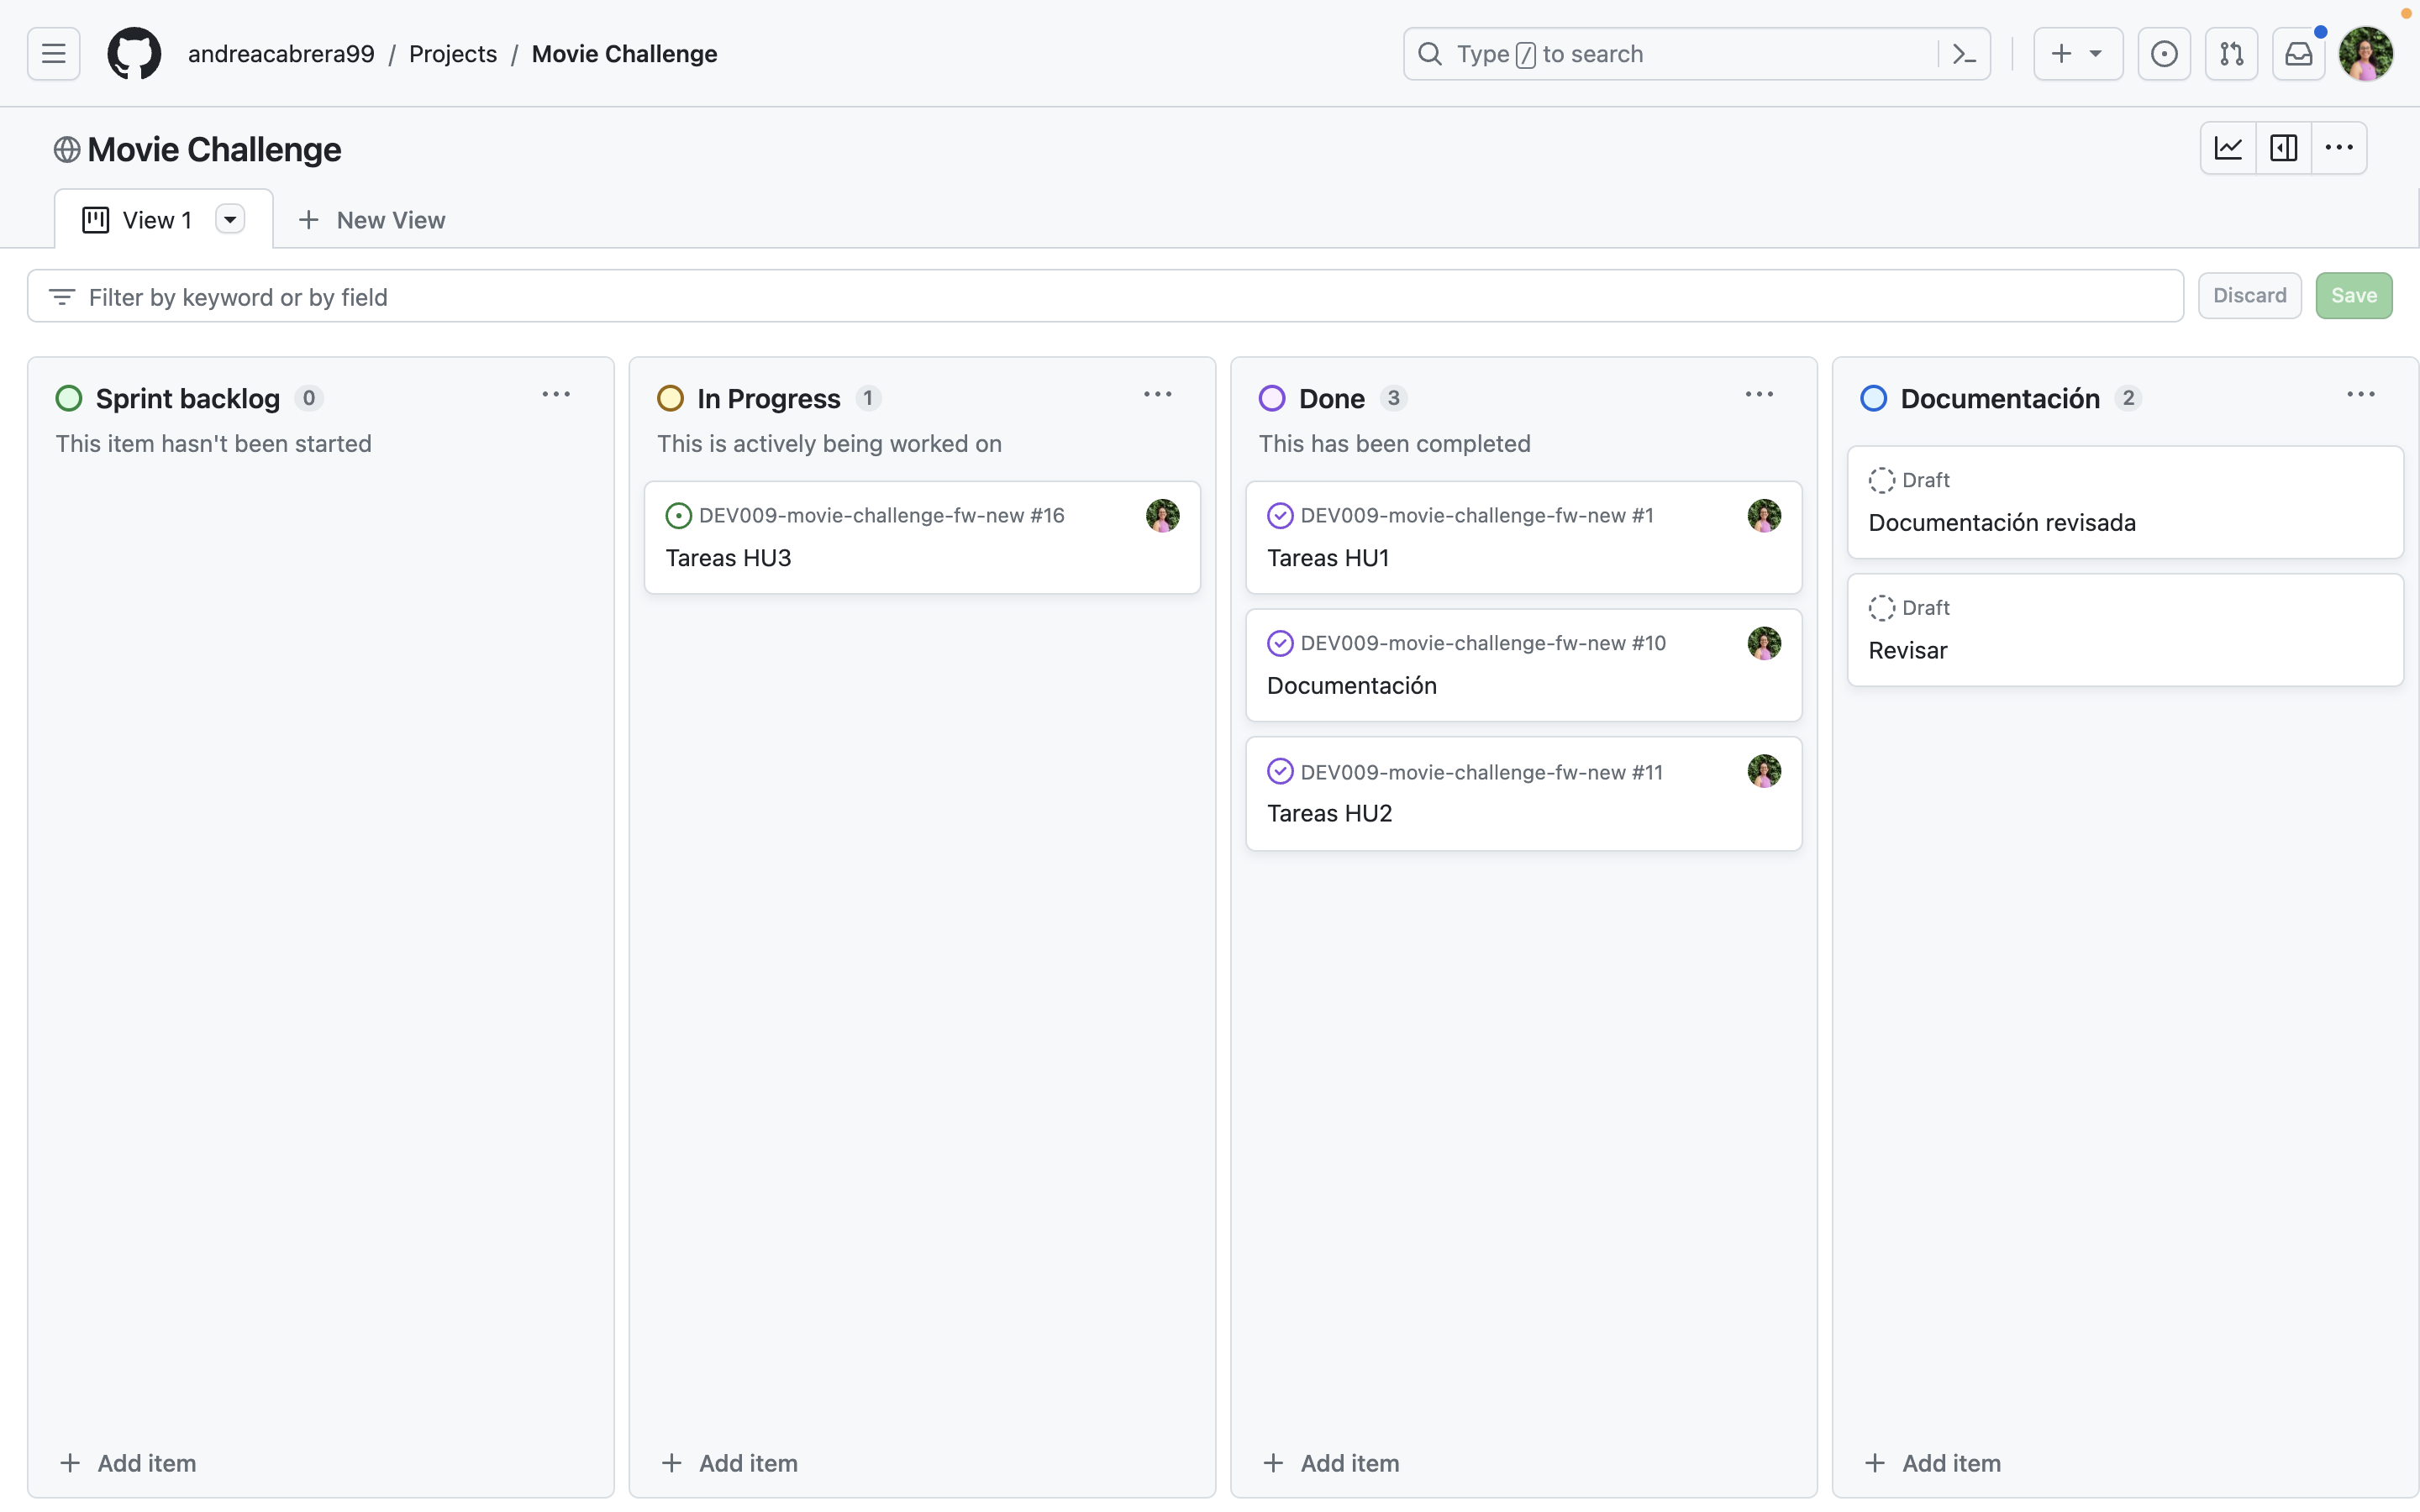 andreacabrera99 / Projects / Movie Challenge
Type / to search
Movie Challenge
View 1
New View
Filter by keyword or by field
Discard
Save
Sprint backlog 0
This item hasn't been started
Add item
In Progress 1
This is actively being worked on
DEV009-movie-challenge-fw-new #16
Tareas HU3
Add item
Done 3
This has been completed
DEV009-movie-challenge-fw-new #1
Tareas HU1
DEV009-movie-challenge-fw-new #10
Documentación
DEV009-movie-challenge-fw-new #11
Tareas HU2
Add item
Documentación 2
Draft
Documentación revisada
Draft
Revisar
Add item